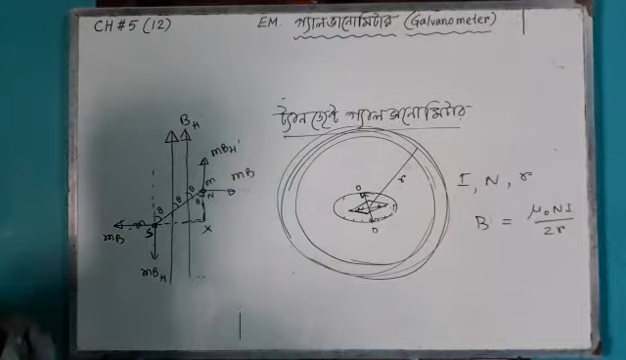 CH # 5 (12)
EM. গ্যালভানোমিটার (Galvanometer)
ট্যানজেন্ট গ্যালভানোমিটার
B_H
mB_H
mB
m
N
θ
θ
θ
θ
S
m
mB
X
mB_H
r
O
O
I, N, r
B = μ₀NI / 2r